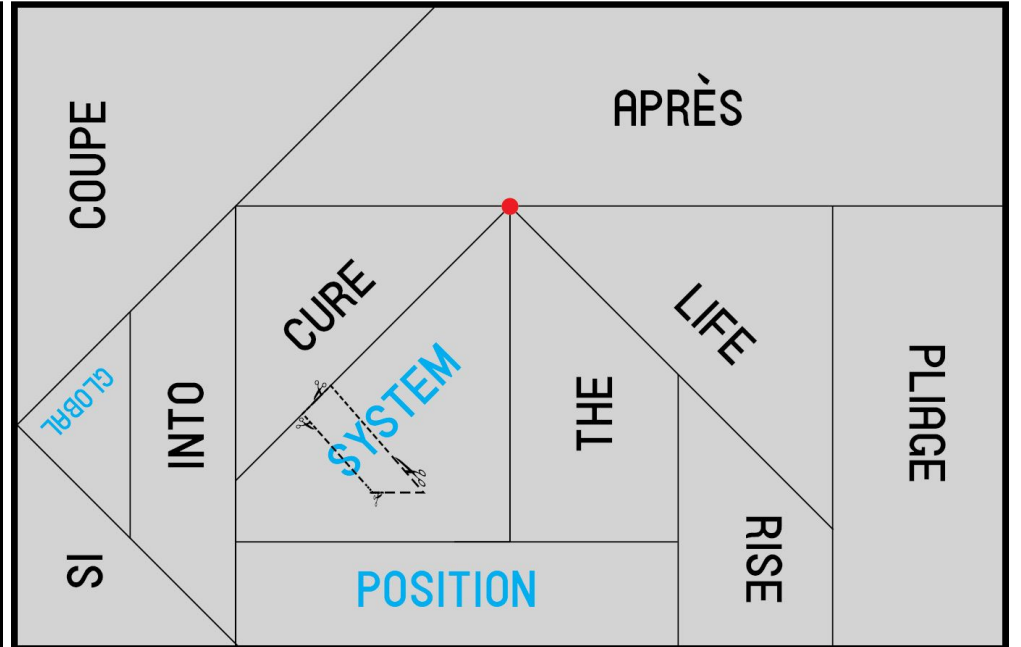 COUPE
APRÈS
GLOBAL
INTO
CURE
SYSTEM
THE
LIFE
PLIAGE
SI
POSITION
RISE